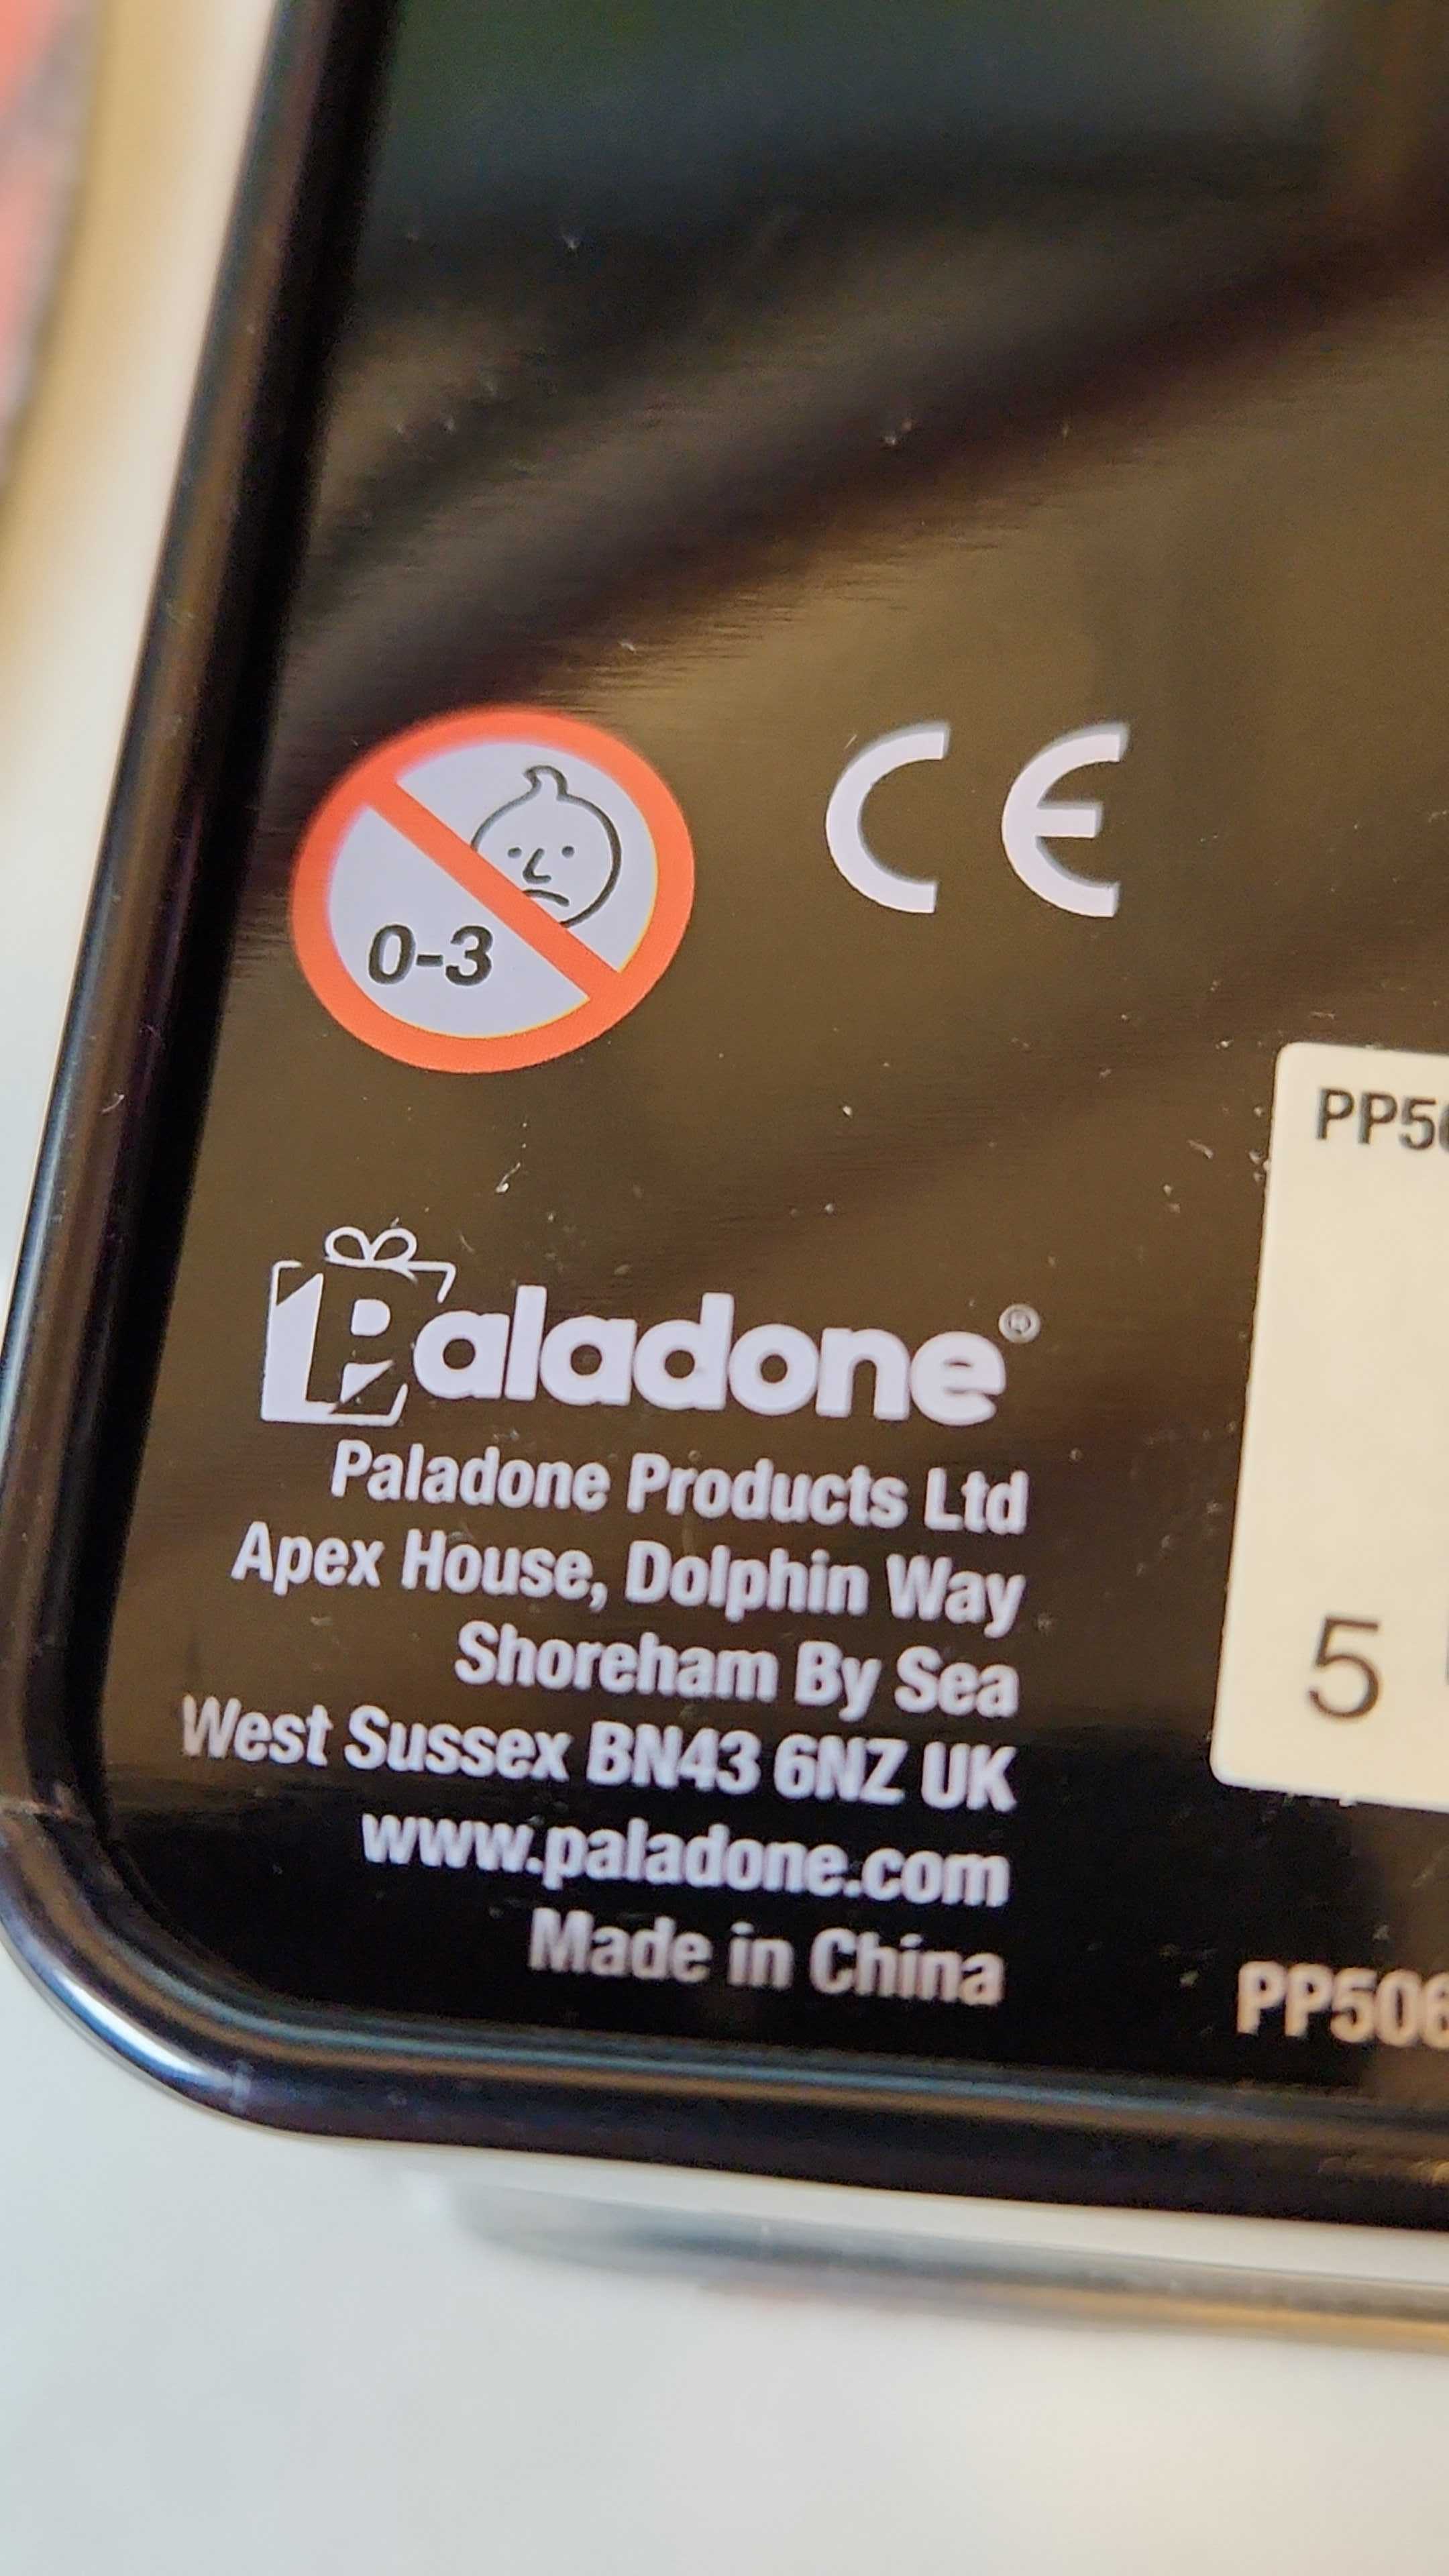 0-3
CE
Paladone®
Paladone Products Ltd
Apex House, Dolphin Way
Shoreham By Sea
West Sussex BN43 6NZ UK
www.paladone.com
Made in China
5